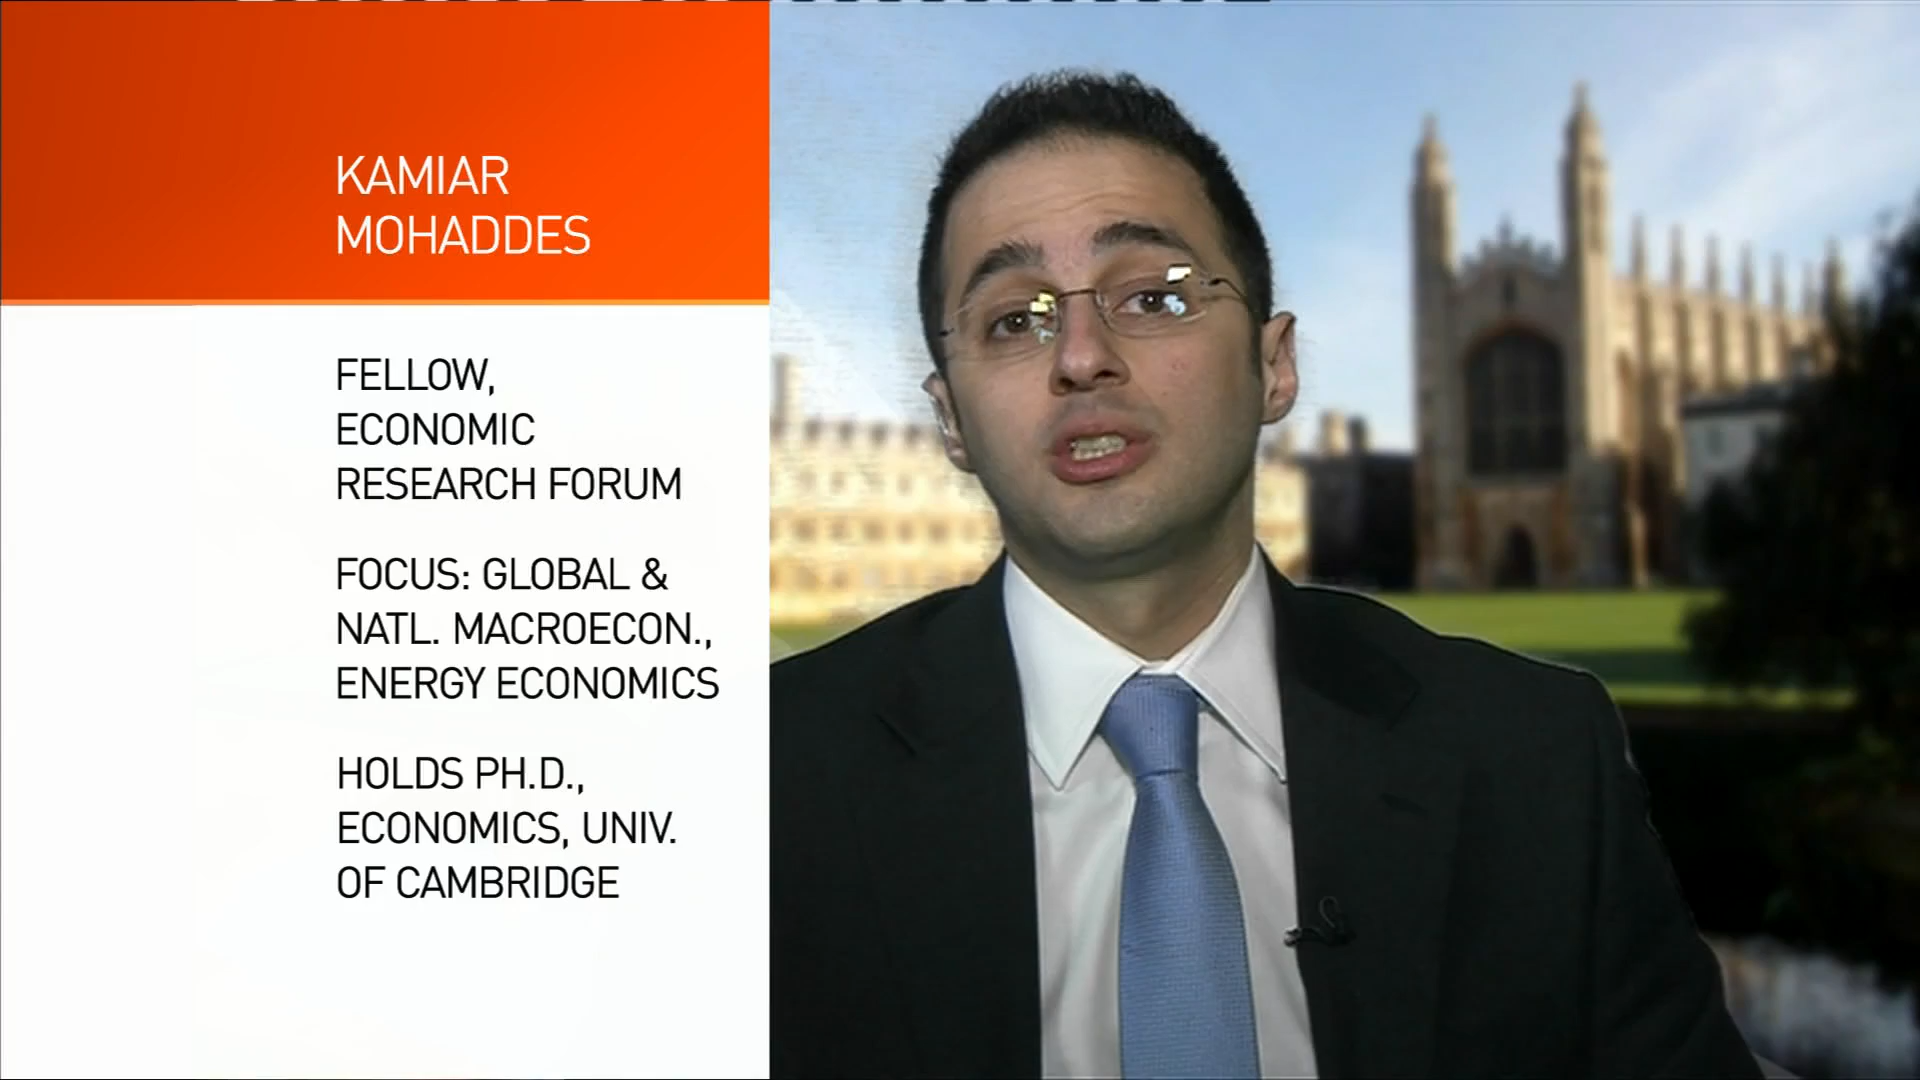 KAMIAR
MOHADDES
FELLOW,
ECONOMIC
RESEARCH FORUM
FOCUS: GLOBAL &
NATL. MACROECON.,
ENERGY ECONOMICS
HOLDS PH.D.,
ECONOMICS, UNIV.
OF CAMBRIDGE